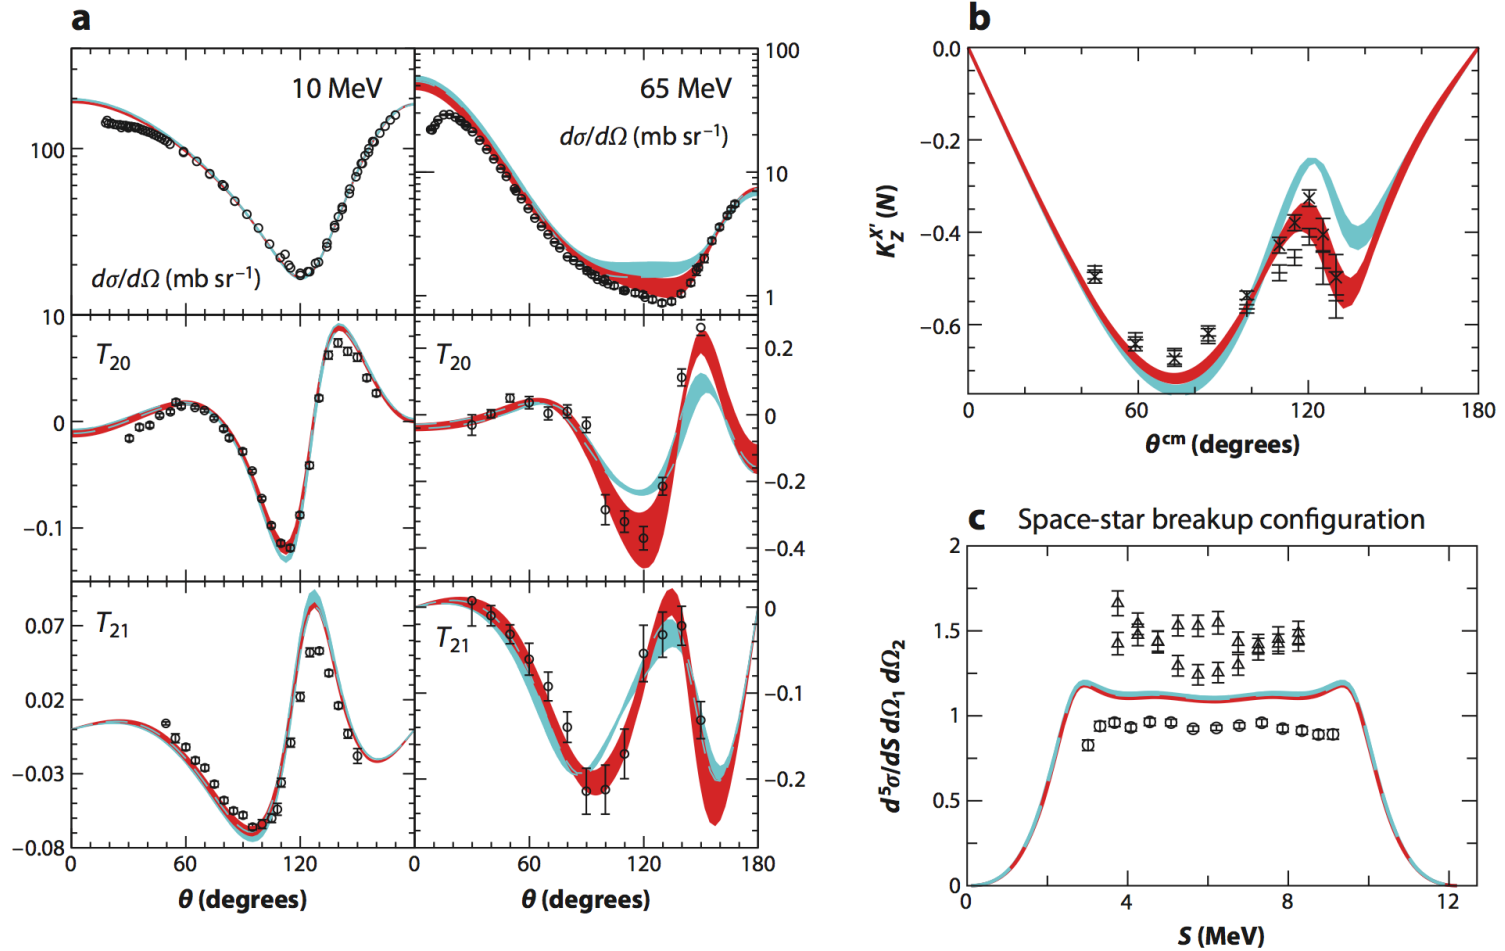 a
10 MeV
65 MeV
dσ/dΩ (mb sr⁻¹)
dσ/dΩ (mb sr⁻¹)
100
10
100
10
1
T₂₀
T₂₀
0
−0.1
0.2
0
−0.2
−0.4
T₂₁
T₂₁
0.07
0.02
−0.03
−0.08
0
−0.1
−0.2
0 60 120 0 60 120 180
θ (degrees) θ (degrees)
b
0.0
−0.2
−0.4
−0.6
K_Z^X′ (N)
0 60 120 180
θᶜᵐ (degrees)
c Space-star breakup configuration
2
1.5
1
0.5
0
d⁵σ/dS dΩ₁ dΩ₂
0 4 8 12
S (MeV)